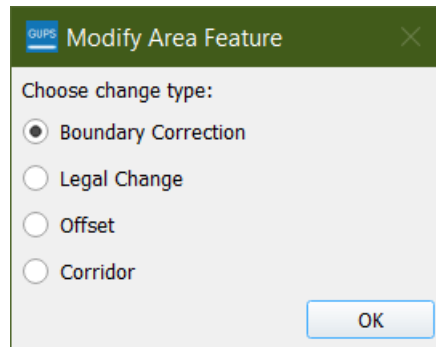 GUPS Modify Area Feature
Choose change type:
Boundary Correction
Legal Change
Offset
Corridor
OK